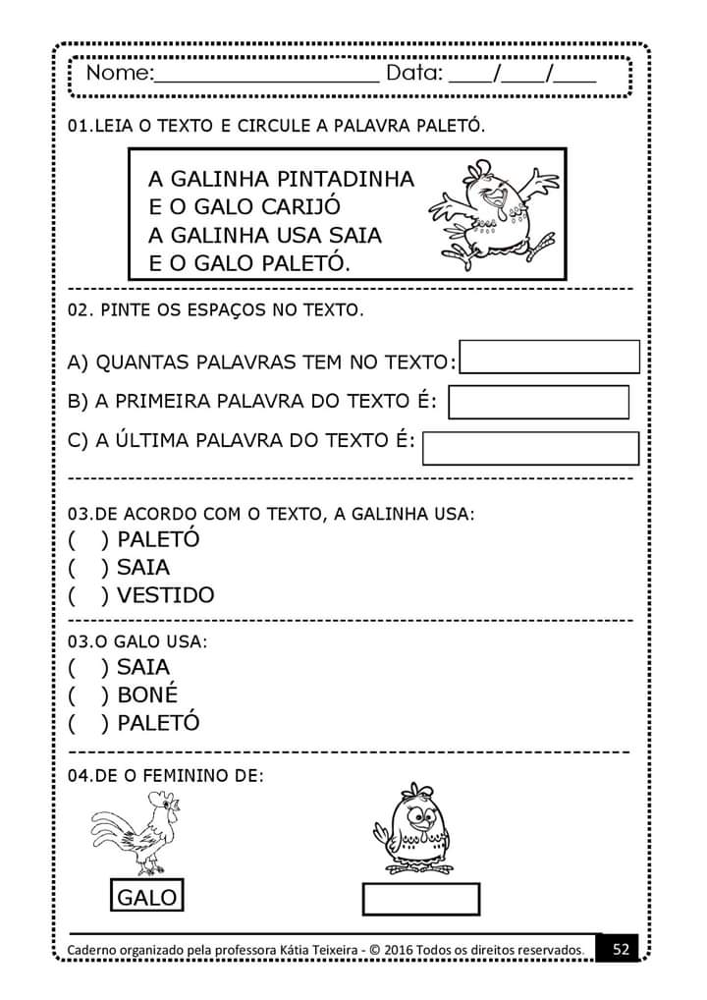 Nome:____________________ Data: ____/____/____
01.LEIA O TEXTO E CIRCULE A PALAVRA PALETÓ.
A GALINHA PINTADINHA
E O GALO CARIJÓ
A GALINHA USA SAIA
E O GALO PALETÓ.
02. PINTE OS ESPAÇOS NO TEXTO.
A) QUANTAS PALAVRAS TEM NO TEXTO:
B) A PRIMEIRA PALAVRA DO TEXTO É:
C) A ÚLTIMA PALAVRA DO TEXTO É:
03.DE ACORDO COM O TEXTO, A GALINHA USA:
(   ) PALETÓ
(   ) SAIA
(   ) VESTIDO
03.O GALO USA:
(   ) SAIA
(   ) BONÉ
(   ) PALETÓ
04.DE O FEMININO DE:
GALO
Caderno organizado pela professora Kátia Teixeira - © 2016 Todos os direitos reservados. 52